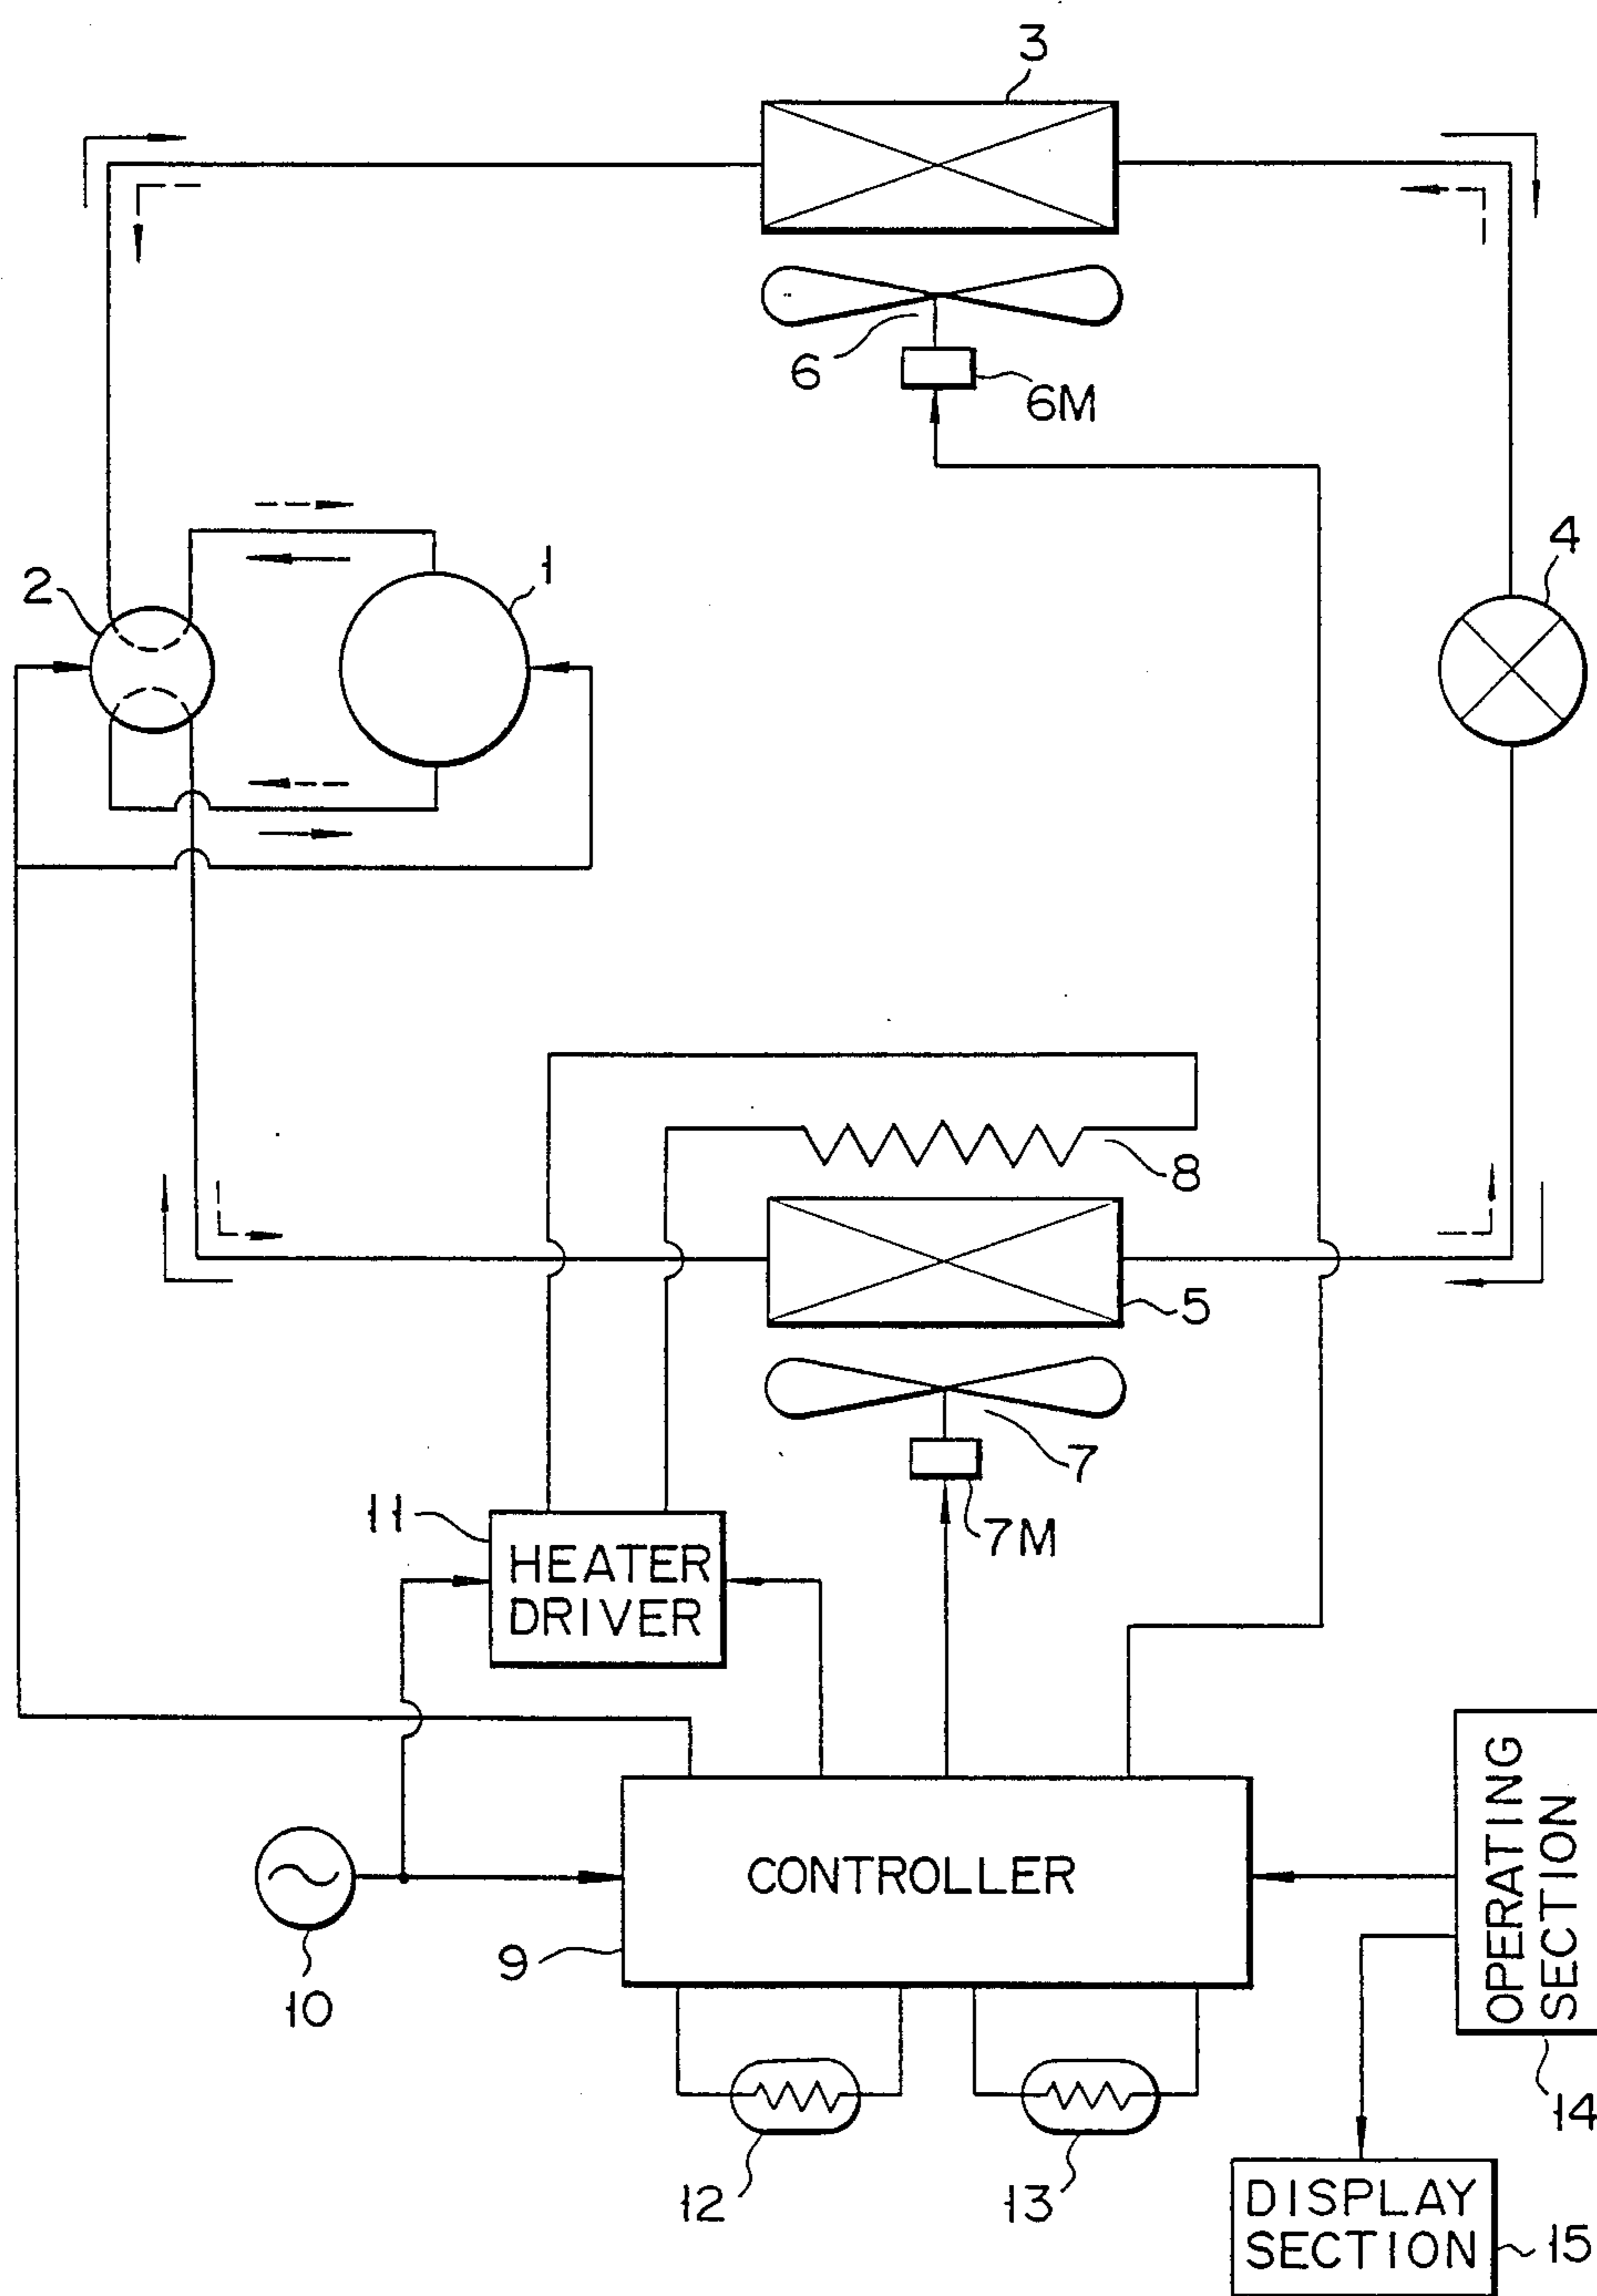 3
6
6M
2
1
4
8
5
7
7M
11
HEATER
DRIVER
CONTROLLER
OPERATING
SECTION
9
10
14
12
13
DISPLAY
SECTION
15